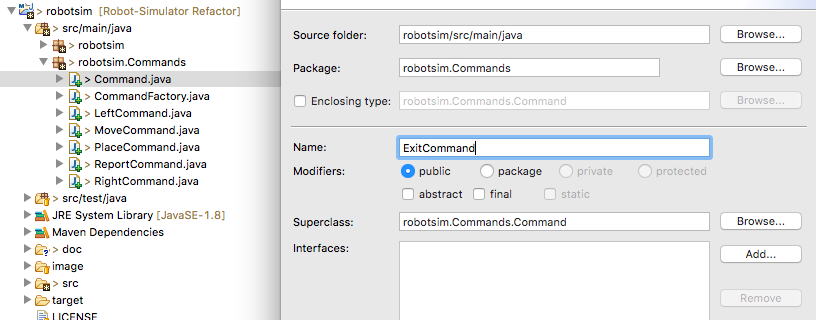 > robotsim [Robot-Simulator Refactor]
> src/main/java
> robotsim
> robotsim.Commands
> Command.java
> CommandFactory.java
> LeftCommand.java
> MoveCommand.java
> PlaceCommand.java
> ReportCommand.java
> RightCommand.java
> src/test/java
JRE System Library [JavaSE-1.8]
Maven Dependencies
> doc
image
> src
target
LICENSE
Source folder: robotsim/src/main/java Browse...
Package: robotsim.Commands Browse...
Enclosing type: robotsim.Commands.Command Browse...
Name: ExitCommand
Modifiers: public package private protected
abstract final static
Superclass: robotsim.Commands.Command Browse...
Interfaces: Add...
Remove